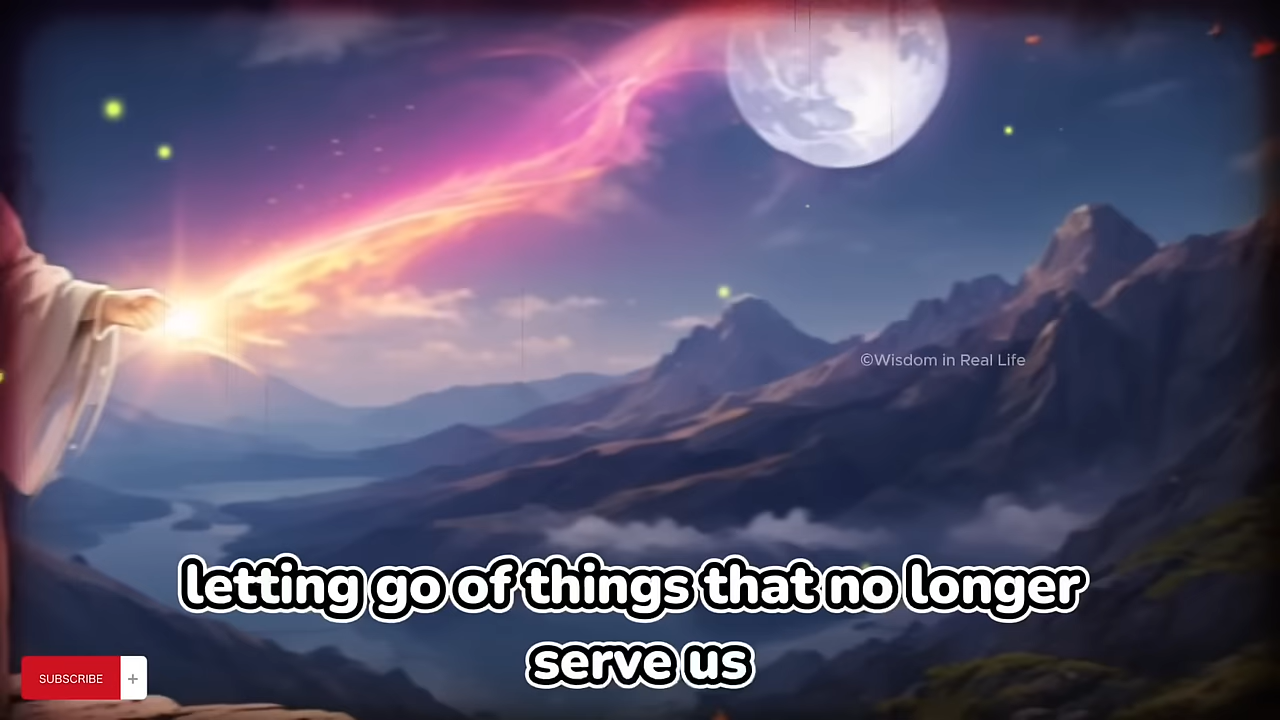 ©Wisdom in Real Life
letting go of things that no longer
serve us
SUBSCRIBE +